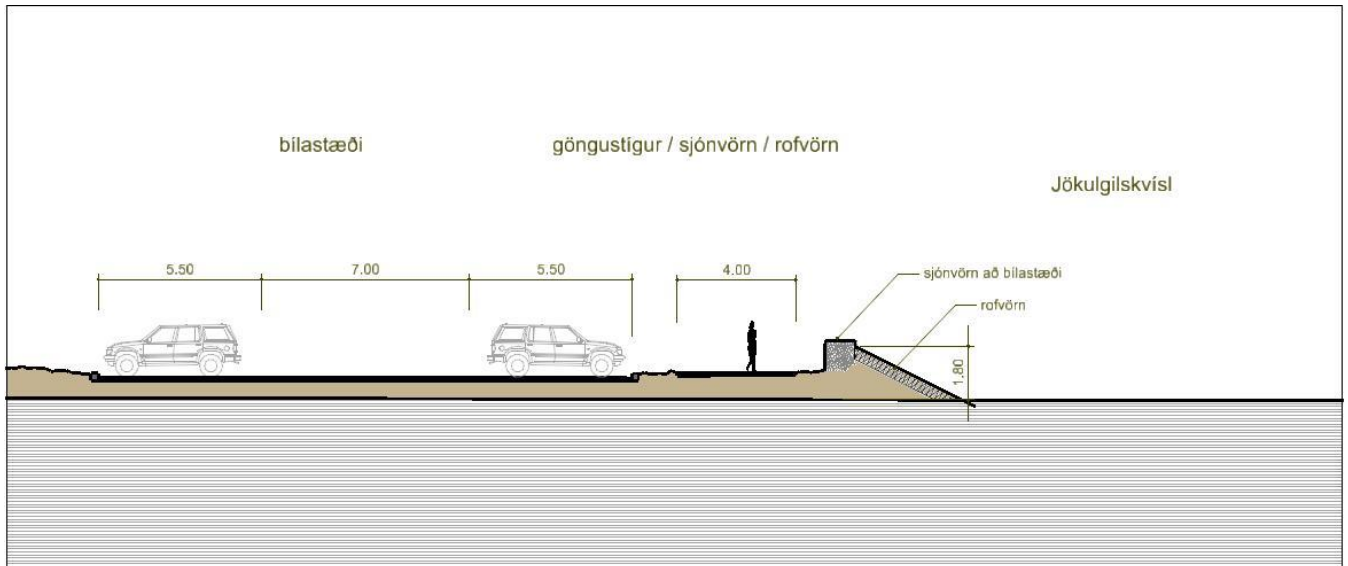 bílastæði
göngustígur / sjónvörn / rofvörn
Jökulgilskvísl
5.50
7.00
5.50
4.00
sjónvörn að bílastæði
rofvörn
1.80